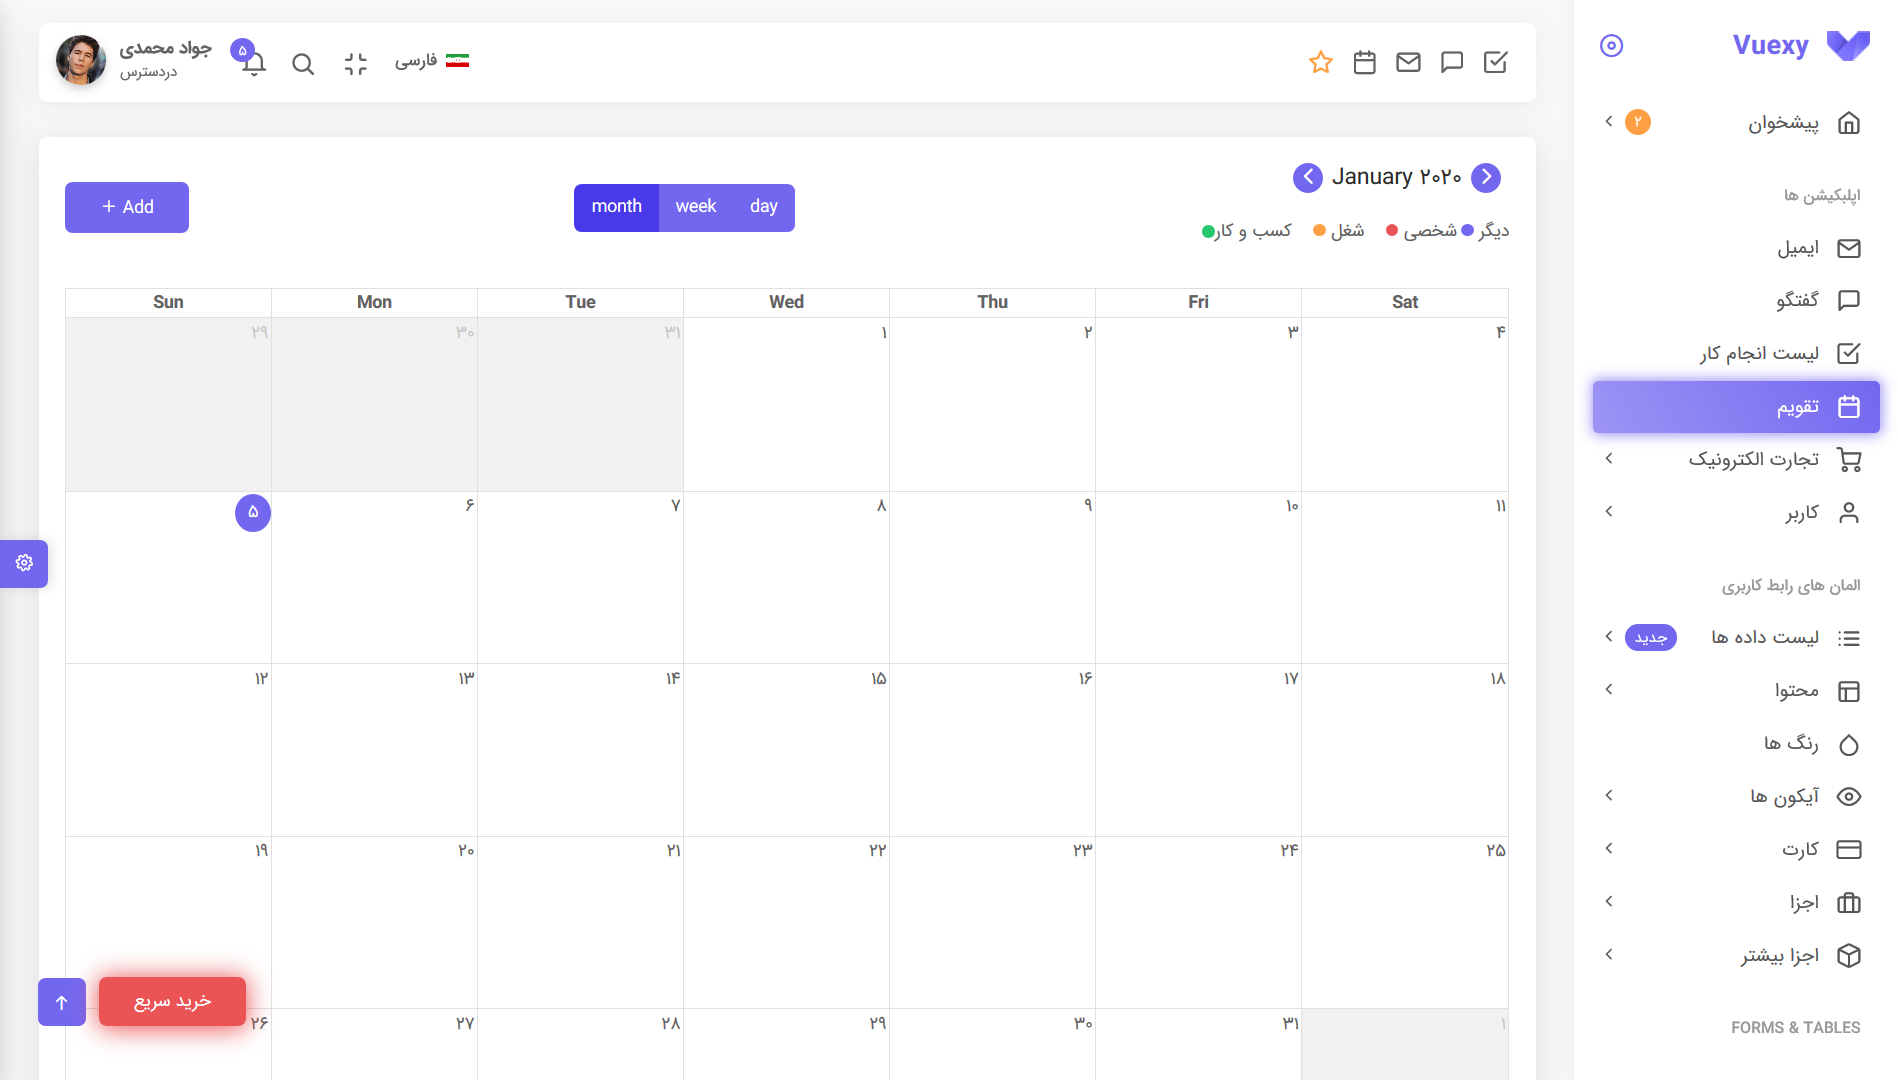 Vuexy
پیشخوان ۲
اپلیکیشن ها
ایمیل
گفتگو
لیست انجام کار
تقویم
تجارت الکترونیک
کاربر
المان های رابط کاربری
لیست داده ها جدید
محتوا
رنگ ها
آیکون ها
کارت
اجزا
اجزا بیشتر
FORMS & TABLES
فارسی
۵
جواد محمدی
دردسترس
January ۲۰۲۰
month week day
+ Add
دیگر شخصی شغل کسب و کار
Sun Mon Tue Wed Thu Fri Sat
۲۹ ۳۰ ۳۱ ۱ ۲ ۳ ۴
۵ ۶ ۷ ۸ ۹ ۱۰ ۱۱
۱۲ ۱۳ ۱۴ ۱۵ ۱۶ ۱۷ ۱۸
۱۹ ۲۰ ۲۱ ۲۲ ۲۳ ۲۴ ۲۵
۲۶ ۲۷ ۲۸ ۲۹ ۳۰ ۳۱ ۱
خرید سریع